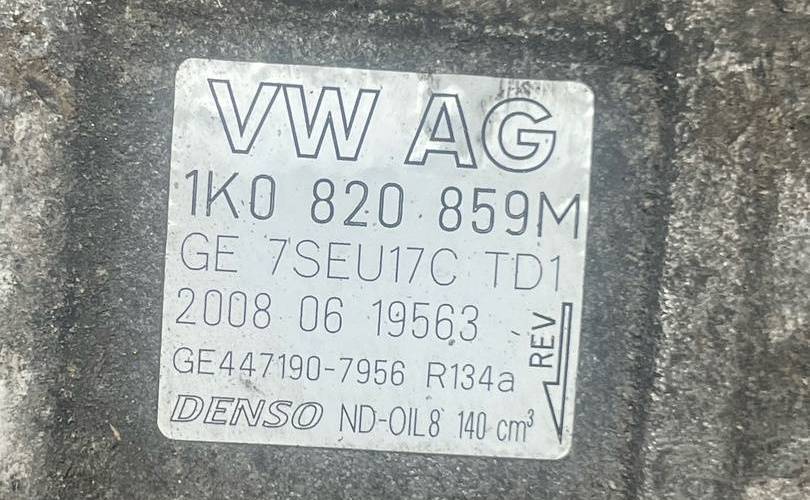 VW AG
1K0 820 859M
GE 7SEU17C TD1
2008 06 19563
REV
GE447190-7956 R134a
DENSO ND-OIL8 140 cm³